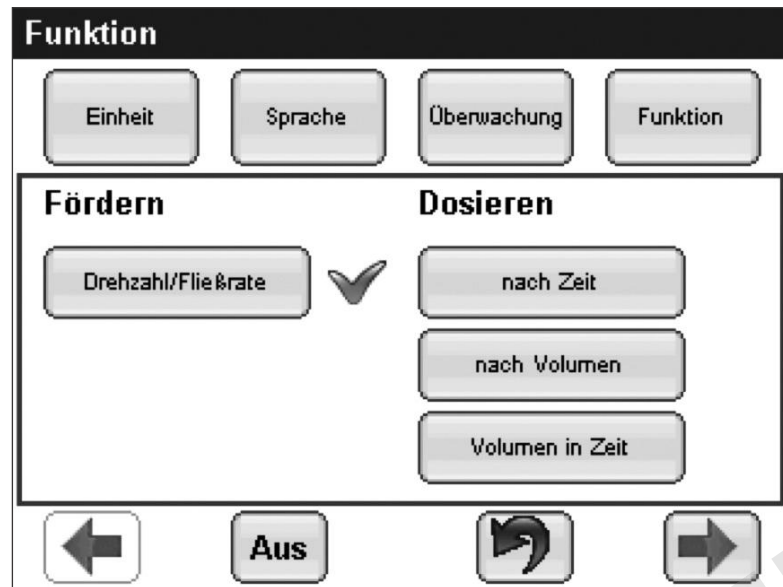 Funktion
Einheit Sprache Überwachung Funktion
Fördern Dosieren
Drehzahl/Fließrate nach Zeit
nach Volumen
Volumen in Zeit
Aus